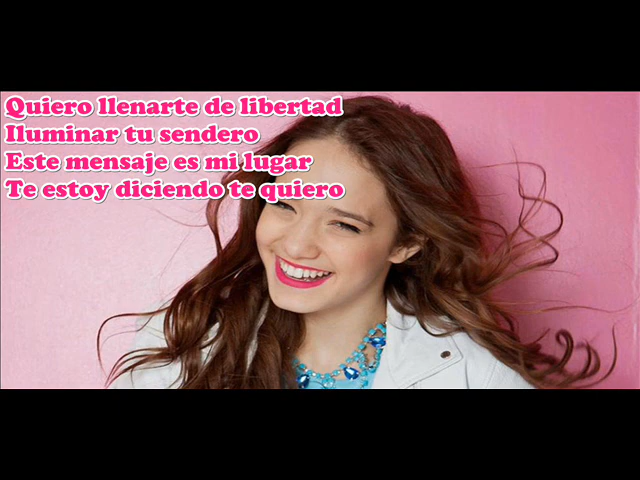 Quiero llenarte de libertad
Iluminar tu sendero
Este mensaje es mi lugar
Te estoy diciendo te quiero